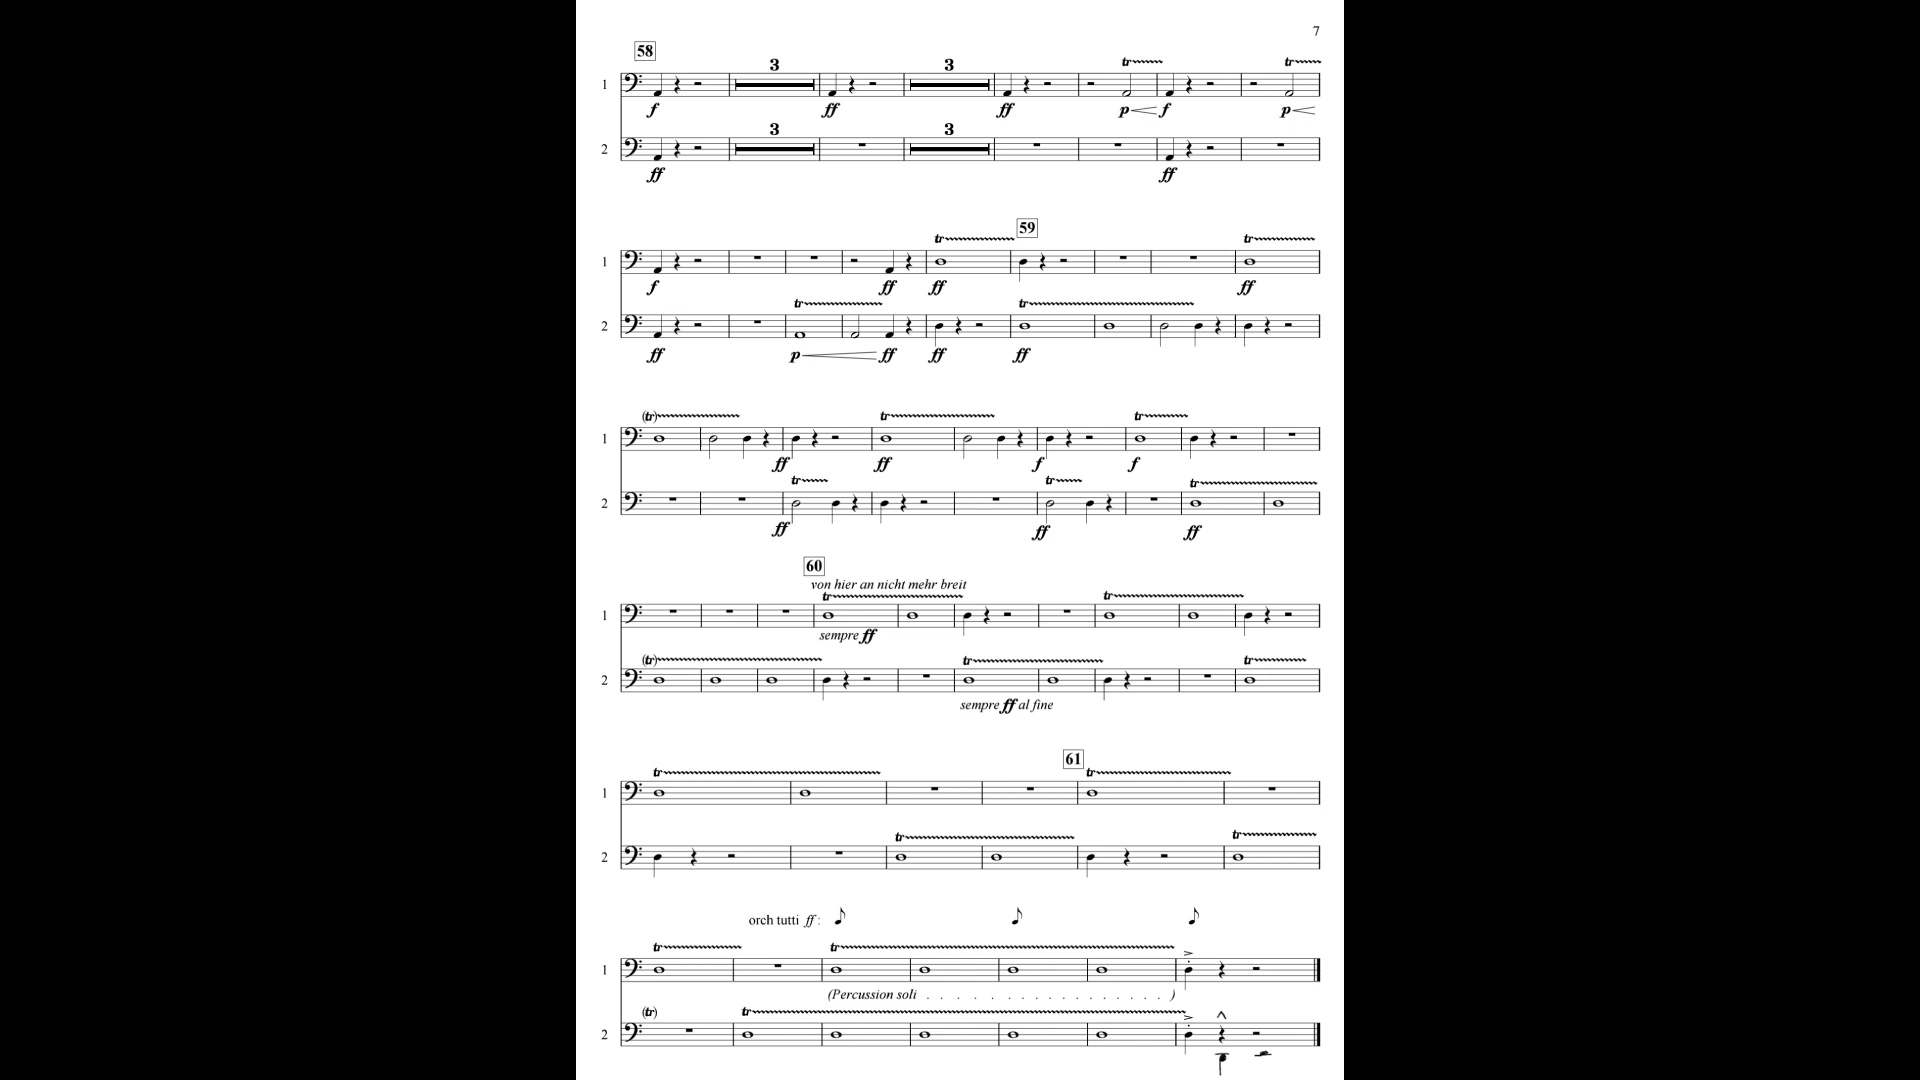 7
58
3 3 tr tr
1
f ff ff p f p
3 3
2
ff ff
59
tr tr
1
f ff ff ff
tr tr
2
ff p ff ff ff
(tr) tr tr
1
ff ff f f
tr tr tr
2
ff ff ff
60
von hier an nicht mehr breit
tr tr
1
sempre ff
(tr) tr tr
2
sempre ff al fine
61
tr tr
1
tr tr
2
orch tutti ff :
tr tr
1
(Percussion soli . . . . . . . . . . . . . . . . )
(tr) tr
2